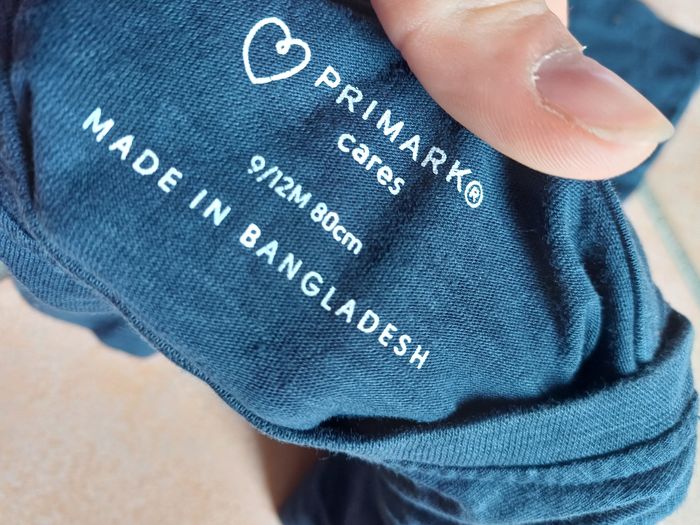 PRIMARK®
cares
9/12M 80cm
MADE IN BANGLADESH